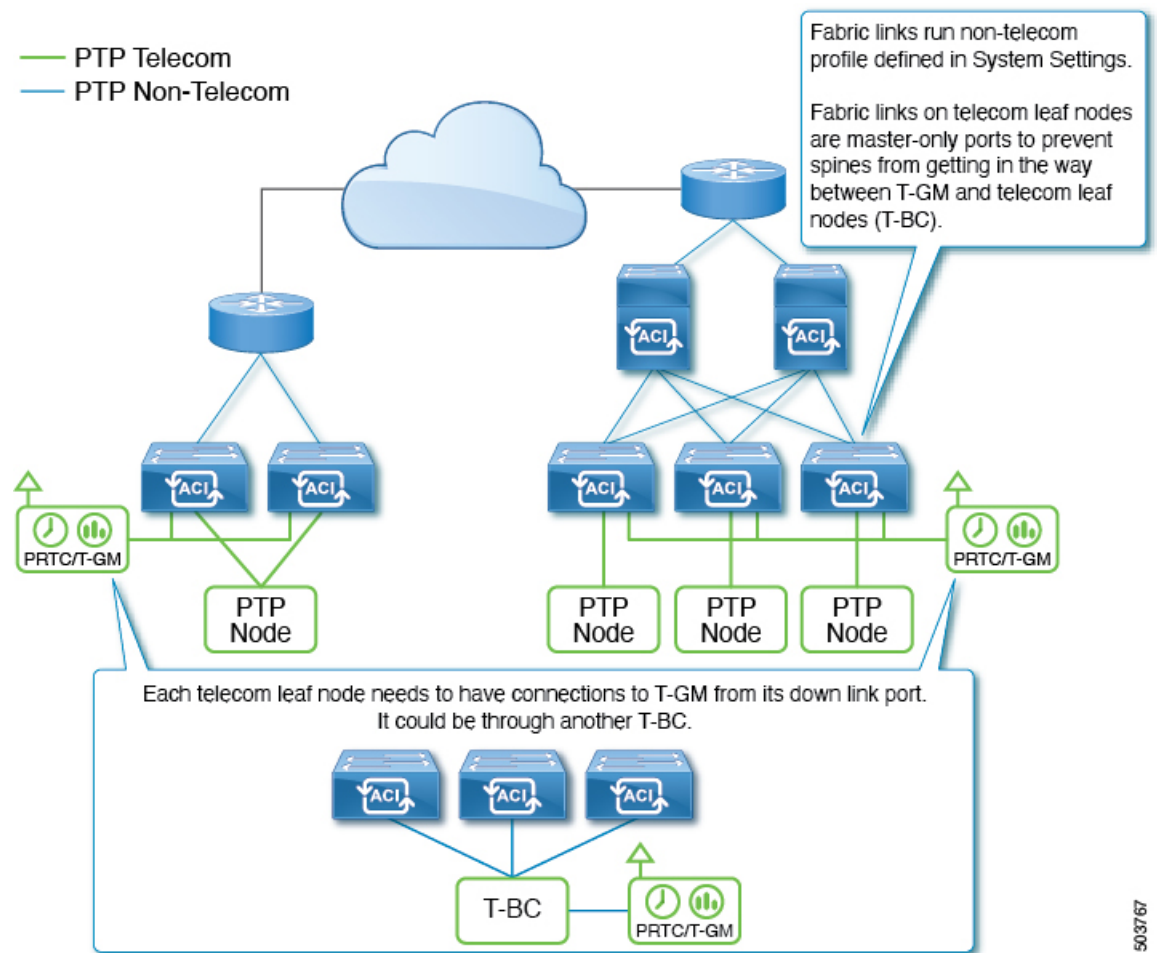 PTP Telecom
PTP Non-Telecom
Fabric links run non-telecom
profile defined in System Settings.
Fabric links on telecom leaf nodes
are master-only ports to prevent
spines from getting in the way
between T-GM and telecom leaf
nodes (T-BC).
ACI
ACI
ACI
ACI
ACI
ACI
ACI
PRTC/T-GM
PRTC/T-GM
PTP
Node
PTP
Node
PTP
Node
PTP
Node
Each telecom leaf node needs to have connections to T-GM from its down link port.
It could be through another T-BC.
ACI
ACI
ACI
T-BC
PRTC/T-GM
503767